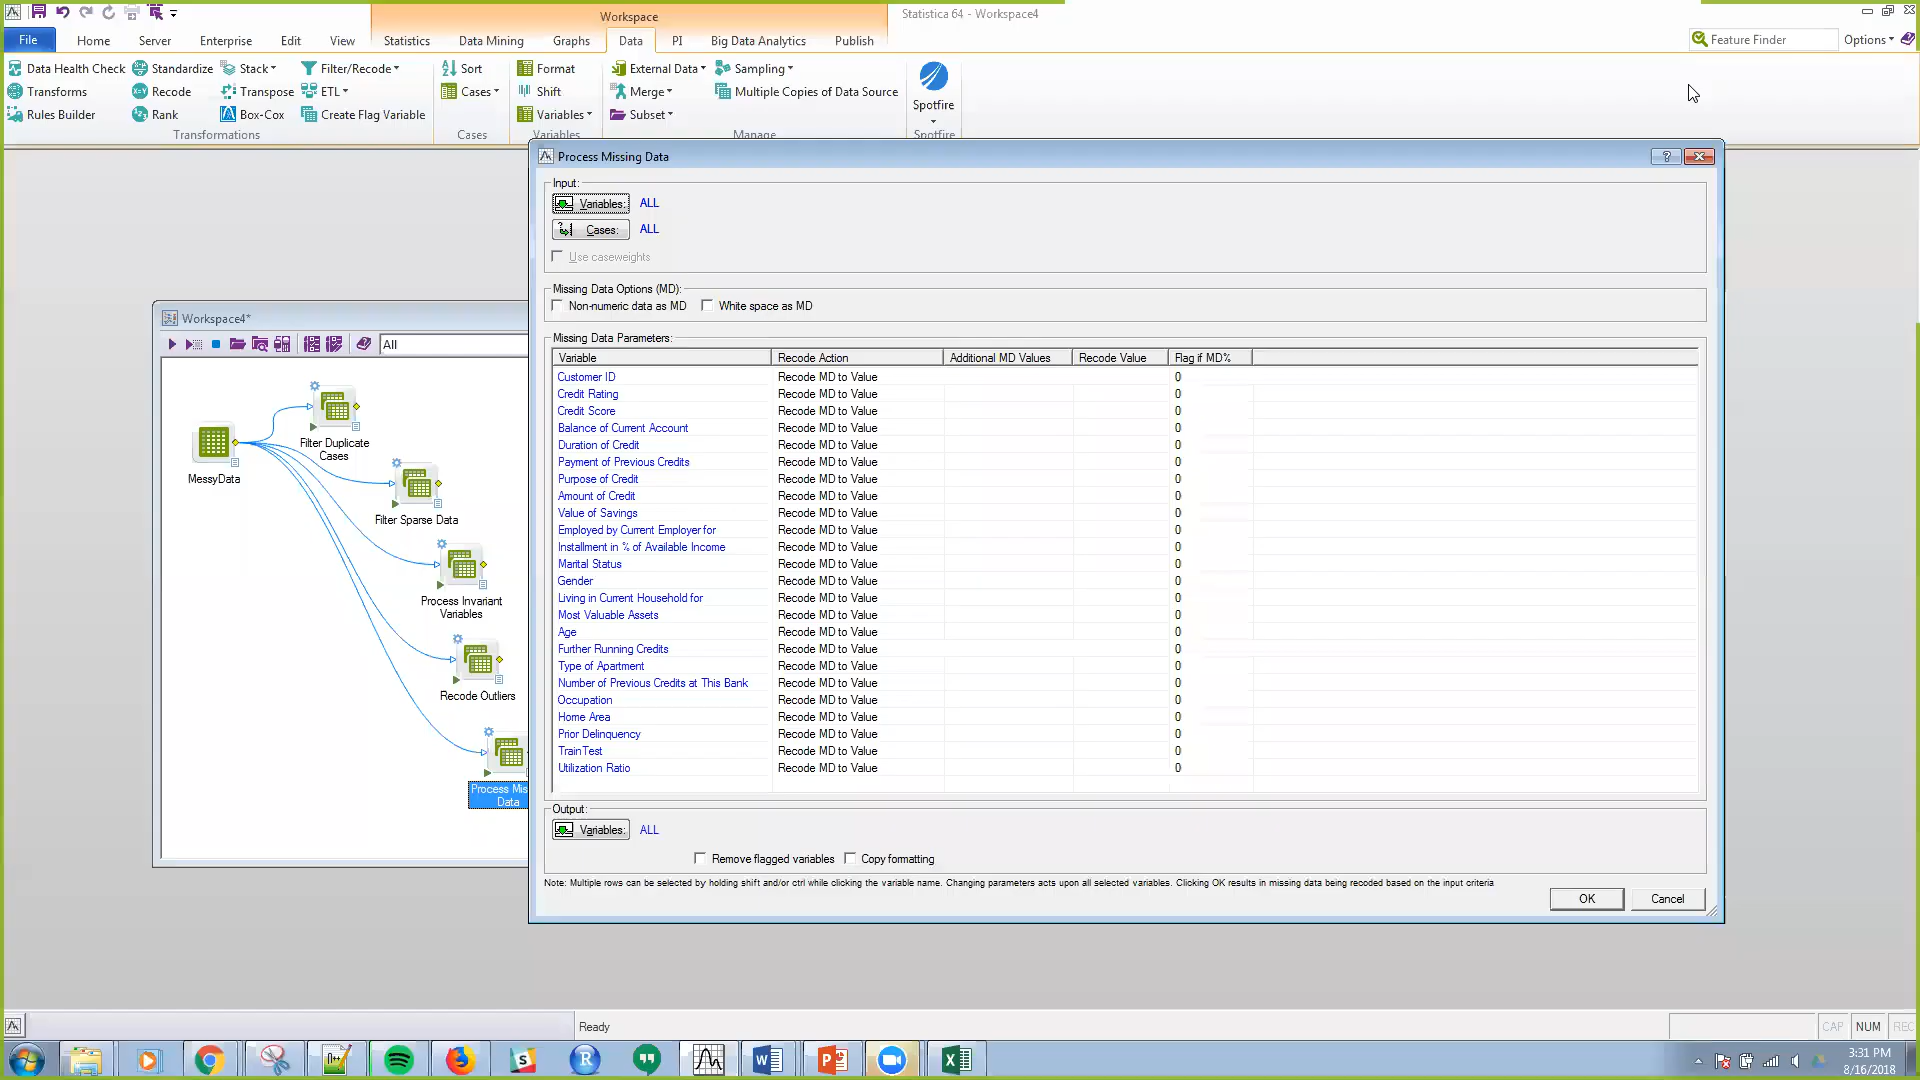 Workspace
Statistica 64 - Workspace4
File Home Server Enterprise Edit View Statistics Data Mining Graphs Data PI Big Data Analytics Publish
Feature Finder Options
Data Health Check Standardize Stack Filter/Recode Sort Format External Data Sampling
Transforms Recode Transpose ETL Cases Shift Merge Multiple Copies of Data Source
Rules Builder Rank Box-Cox Create Flag Variable Variables Subset Spotfire
Transformations Cases Variables Manage Spotfire
Process Missing Data
Input:
Variables: ALL
Cases: ALL
Use caseweights
Missing Data Options (MD):
Non-numeric data as MD White space as MD
Missing Data Parameters:
Variable Recode Action Additional MD Values Recode Value Flag if MD%
Customer ID Recode MD to Value 0
Credit Rating Recode MD to Value 0
Credit Score Recode MD to Value 0
Balance of Current Account Recode MD to Value 0
Duration of Credit Recode MD to Value 0
Payment of Previous Credits Recode MD to Value 0
Purpose of Credit Recode MD to Value 0
Amount of Credit Recode MD to Value 0
Value of Savings Recode MD to Value 0
Employed by Current Employer for Recode MD to Value 0
Installment in % of Available Income Recode MD to Value 0
Marital Status Recode MD to Value 0
Gender Recode MD to Value 0
Living in Current Household for Recode MD to Value 0
Most Valuable Assets Recode MD to Value 0
Age Recode MD to Value 0
Further Running Credits Recode MD to Value 0
Type of Apartment Recode MD to Value 0
Number of Previous Credits at This Bank Recode MD to Value 0
Occupation Recode MD to Value 0
Home Area Recode MD to Value 0
Prior Delinquency Recode MD to Value 0
TrainTest Recode MD to Value 0
Utilization Ratio Recode MD to Value 0
Output:
Variables: ALL
Remove flagged variables Copy formatting
Note: Multiple rows can be selected by holding shift and/or ctrl while clicking the variable name. Changing parameters acts upon all selected variables. Clicking OK results in missing data being recoded based on the input criteria
OK Cancel
Workspace4*
All
MessyData
Filter Duplicate
Cases
Filter Sparse Data
Process Invariant
Variables
Recode Outliers
Process Mis
Data
Ready
CAP NUM REC
3:31 PM
8/16/2018